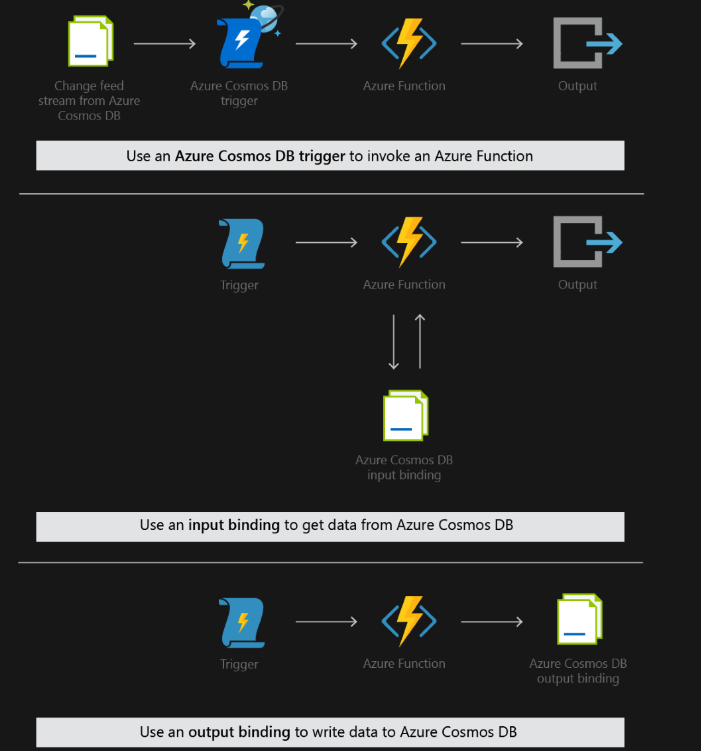 Change feed
stream from Azure
Cosmos DB
Azure Cosmos DB
trigger
Azure Function
Output
Use an Azure Cosmos DB trigger to invoke an Azure Function
Trigger
Azure Function
Output
Azure Cosmos DB
input binding
Use an input binding to get data from Azure Cosmos DB
Trigger
Azure Function
Azure Cosmos DB
output binding
Use an output binding to write data to Azure Cosmos DB